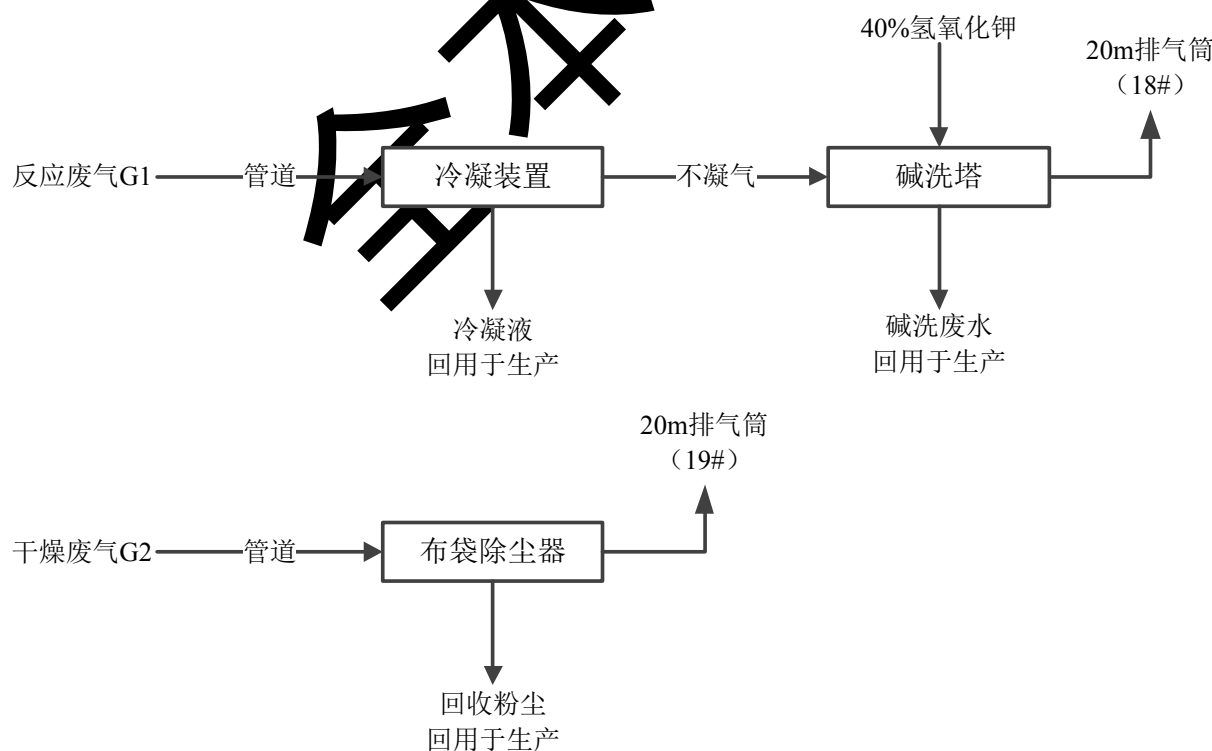 40%氢氧化钾
20m排气筒
（18#）
反应废气G1
管道
冷凝装置
不凝气
碱洗塔
冷凝液
回用于生产
碱洗废水
回用于生产
20m排气筒
（19#）
干燥废气G2
管道
布袋除尘器
回收粉尘
回用于生产